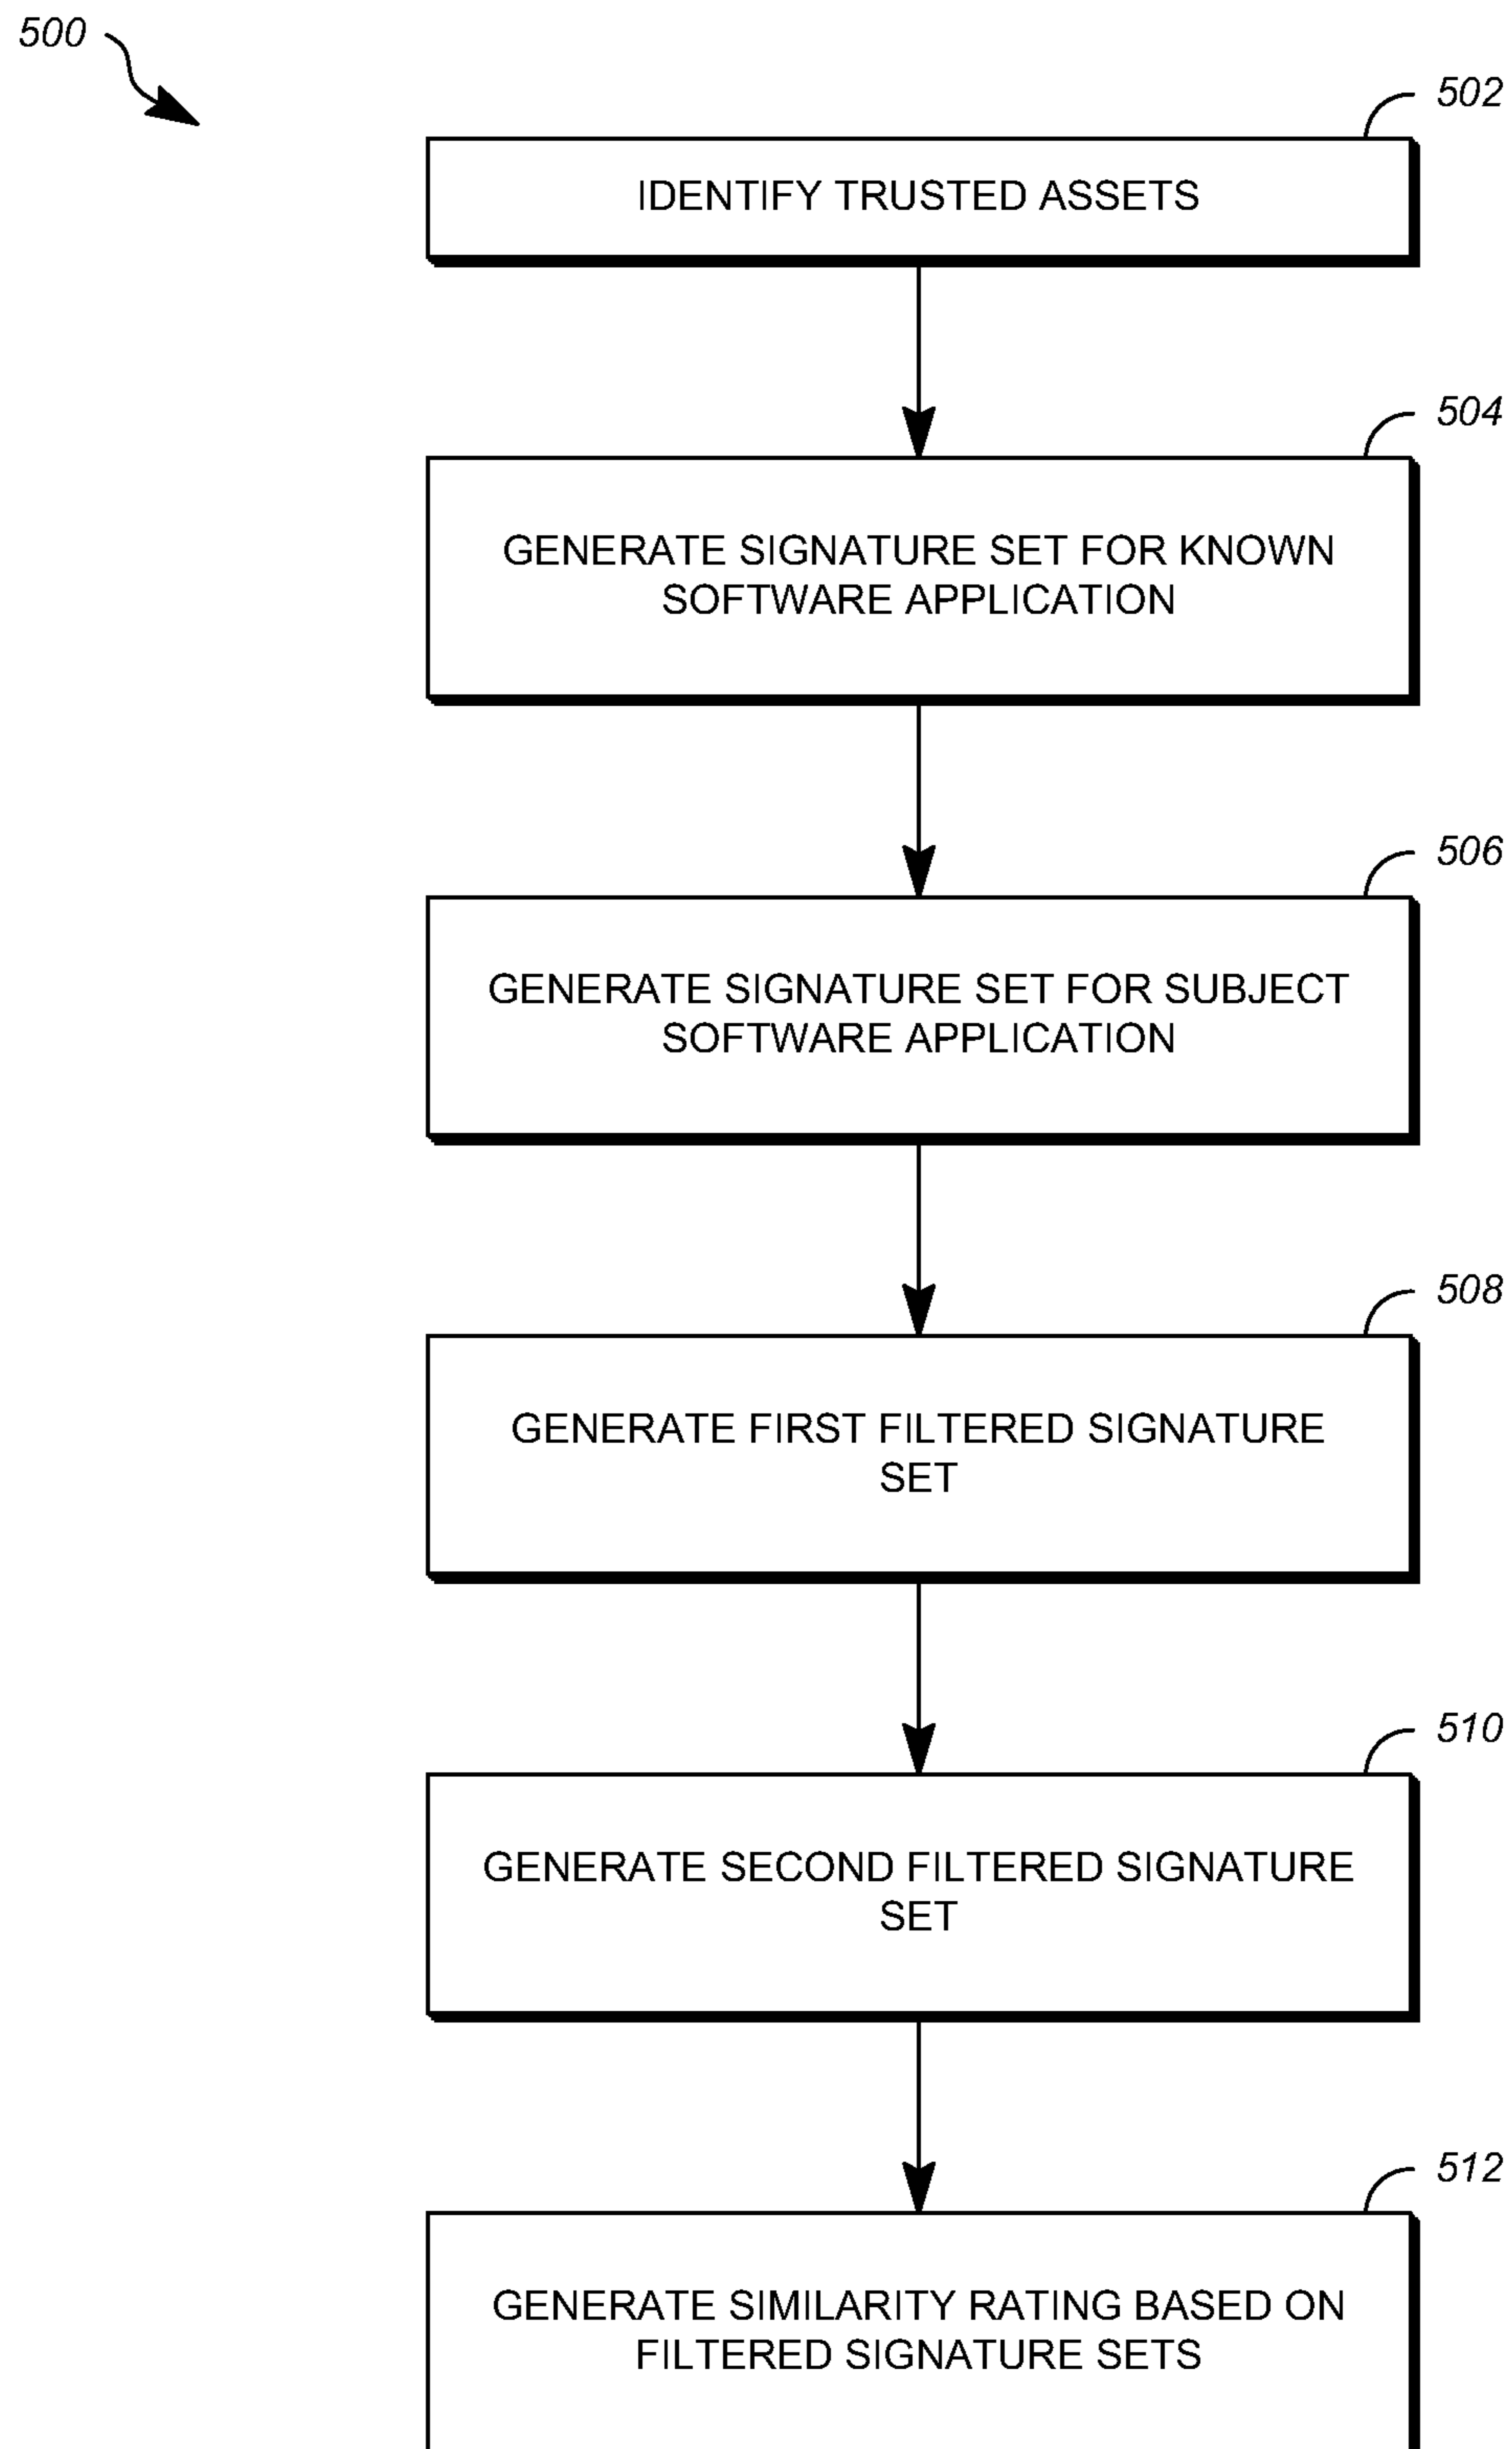 500
502
IDENTIFY TRUSTED ASSETS
504
GENERATE SIGNATURE SET FOR KNOWN
SOFTWARE APPLICATION
506
GENERATE SIGNATURE SET FOR SUBJECT
SOFTWARE APPLICATION
508
GENERATE FIRST FILTERED SIGNATURE
SET
510
GENERATE SECOND FILTERED SIGNATURE
SET
512
GENERATE SIMILARITY RATING BASED ON
FILTERED SIGNATURE SETS